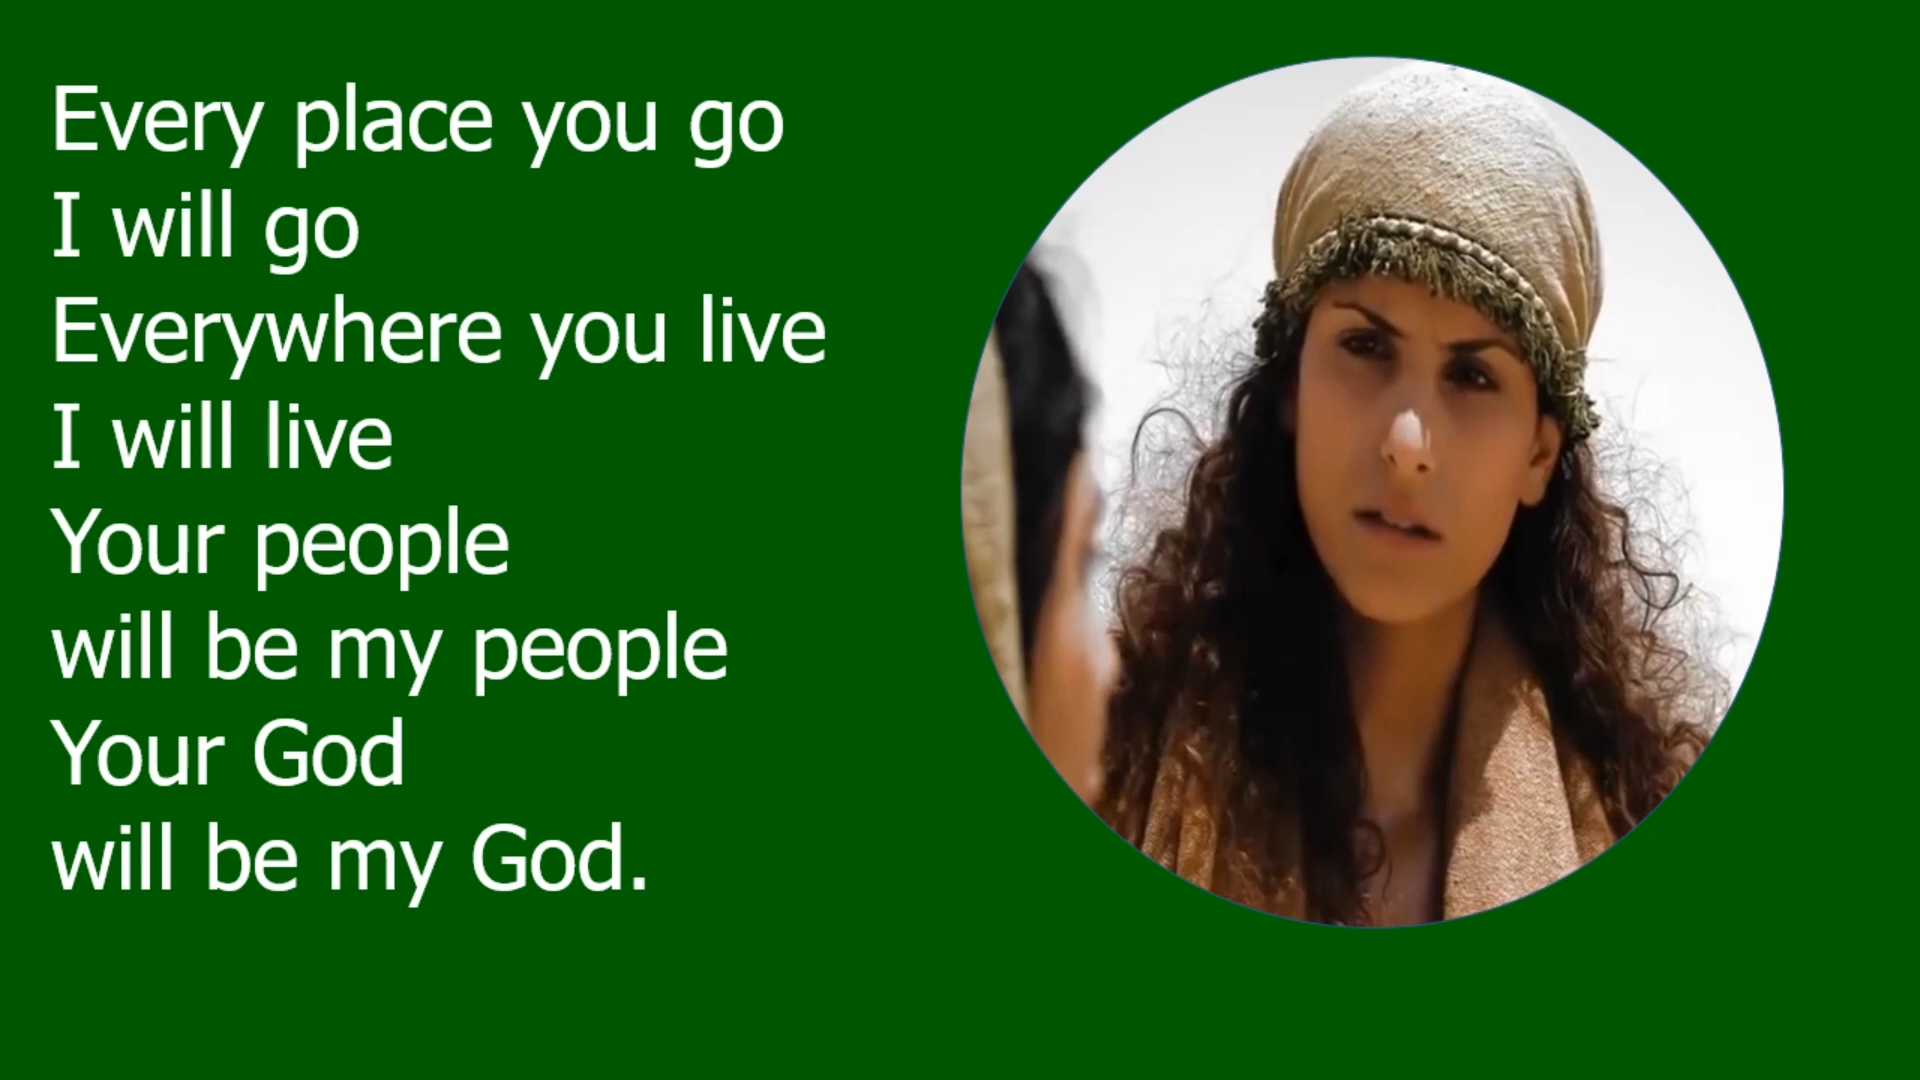 Every place you go
I will go
Everywhere you live
I will live
Your people
will be my people
Your God
will be my God.